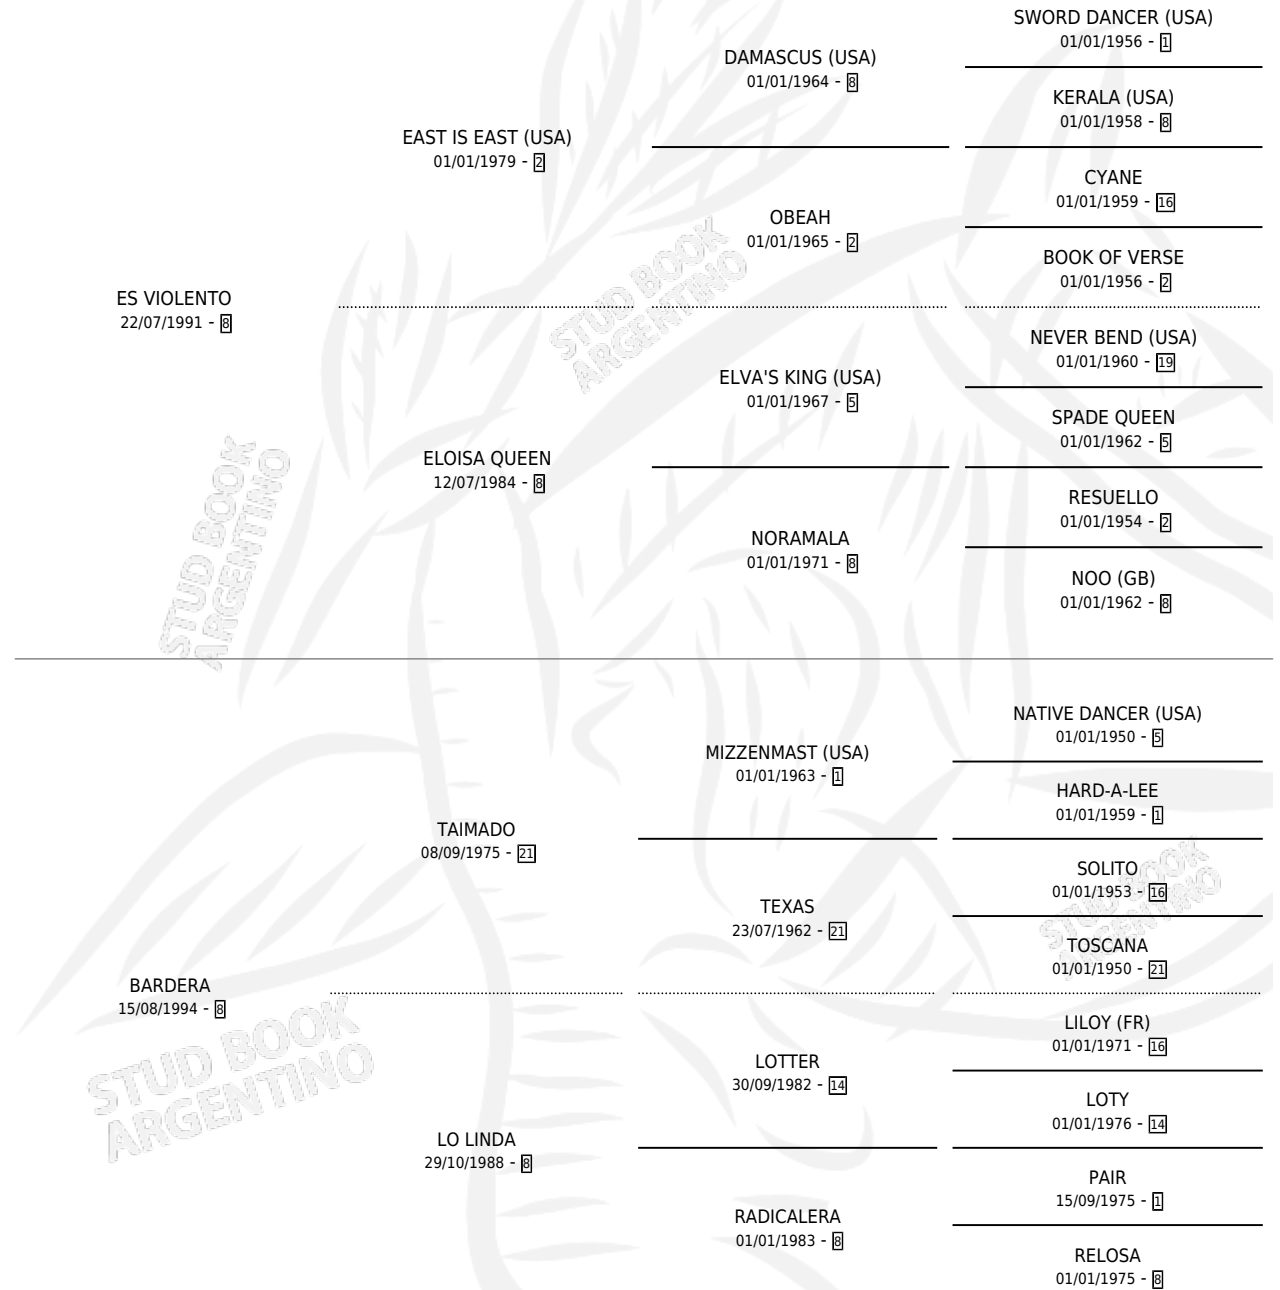 SWORD DANCER (USA)
01/01/1956 - 1
DAMASCUS (USA)
01/01/1964 - 8
KERALA (USA)
01/01/1958 - 8
EAST IS EAST (USA)
01/01/1979 - 2
CYANE
01/01/1959 - 16
OBEAH
01/01/1965 - 2
BOOK OF VERSE
01/01/1956 - 2
ES VIOLENTO
22/07/1991 - 8
STUD BOOK
ARGENTINO
NEVER BEND (USA)
01/01/1960 - 19
ELVA'S KING (USA)
01/01/1967 - 5
SPADE QUEEN
01/01/1962 - 5
ELOISA QUEEN
12/07/1984 - 8
RESUELLO
01/01/1954 - 2
NORAMALA
01/01/1971 - 8
NOO (GB)
01/01/1962 - 8
STUD BOOK
ARGENTINO
NATIVE DANCER (USA)
01/01/1950 - 5
MIZZENMAST (USA)
01/01/1963 - 1
HARD-A-LEE
01/01/1959 - 1
TAIMADO
08/09/1975 - 21
SOLITO
01/01/1953 - 16
TEXAS
23/07/1962 - 21
STUD BOOK
ARGENTINO
TOSCANA
01/01/1950 - 21
BARDERA
15/08/1994 - 8
LILOY (FR)
01/01/1971 - 16
LOTTER
30/09/1982 - 14
STUD BOOK
ARGENTINO
LOTY
01/01/1976 - 14
LO LINDA
29/10/1988 - 8
PAIR
15/09/1975 - 1
RADICALERA
01/01/1983 - 8
RELOSA
01/01/1975 - 8